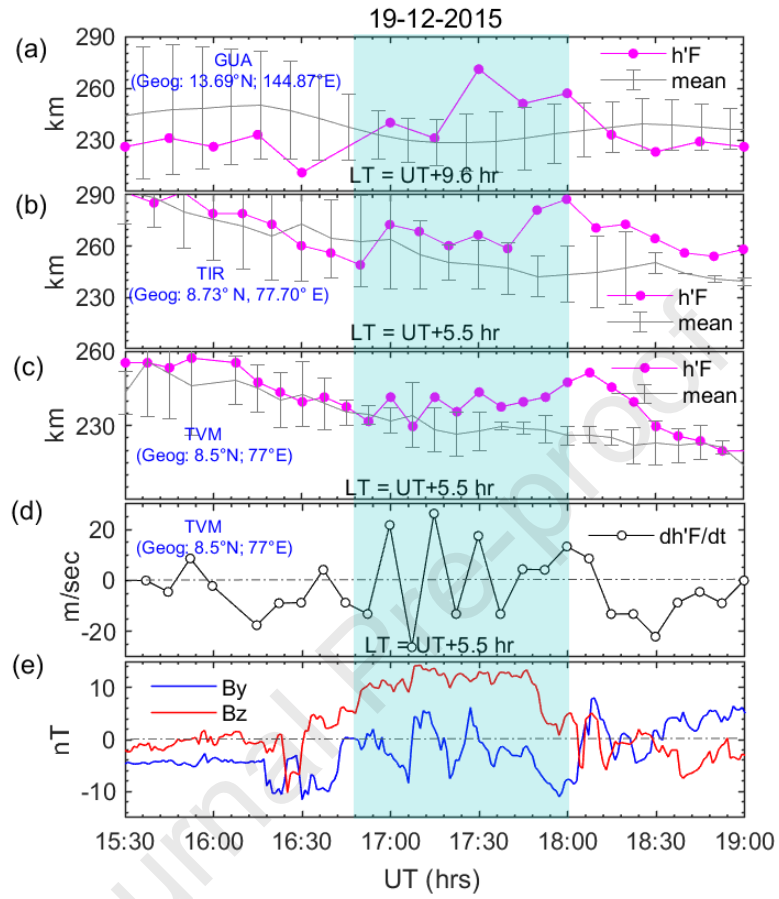 19-12-2015
(a)
290
260
230
km
GUA
(Geog: 13.69°N; 144.87°E)
h'F
mean
LT = UT+9.6 hr
(b)
290
260
230
km
TIR
(Geog: 8.73° N, 77.70° E)
h'F
mean
LT = UT+5.5 hr
(c)
260
230
km
TVM
(Geog: 8.5°N; 77°E)
h'F
mean
LT = UT+5.5 hr
(d)
20
0
-20
m/sec
TVM
(Geog: 8.5°N; 77°E)
dh'F/dt
LT = UT+5.5 hr
(e)
10
0
-10
nT
By
Bz
15:30 16:00 16:30 17:00 17:30 18:00 18:30 19:00
UT (hrs)
urnal Pre-proof